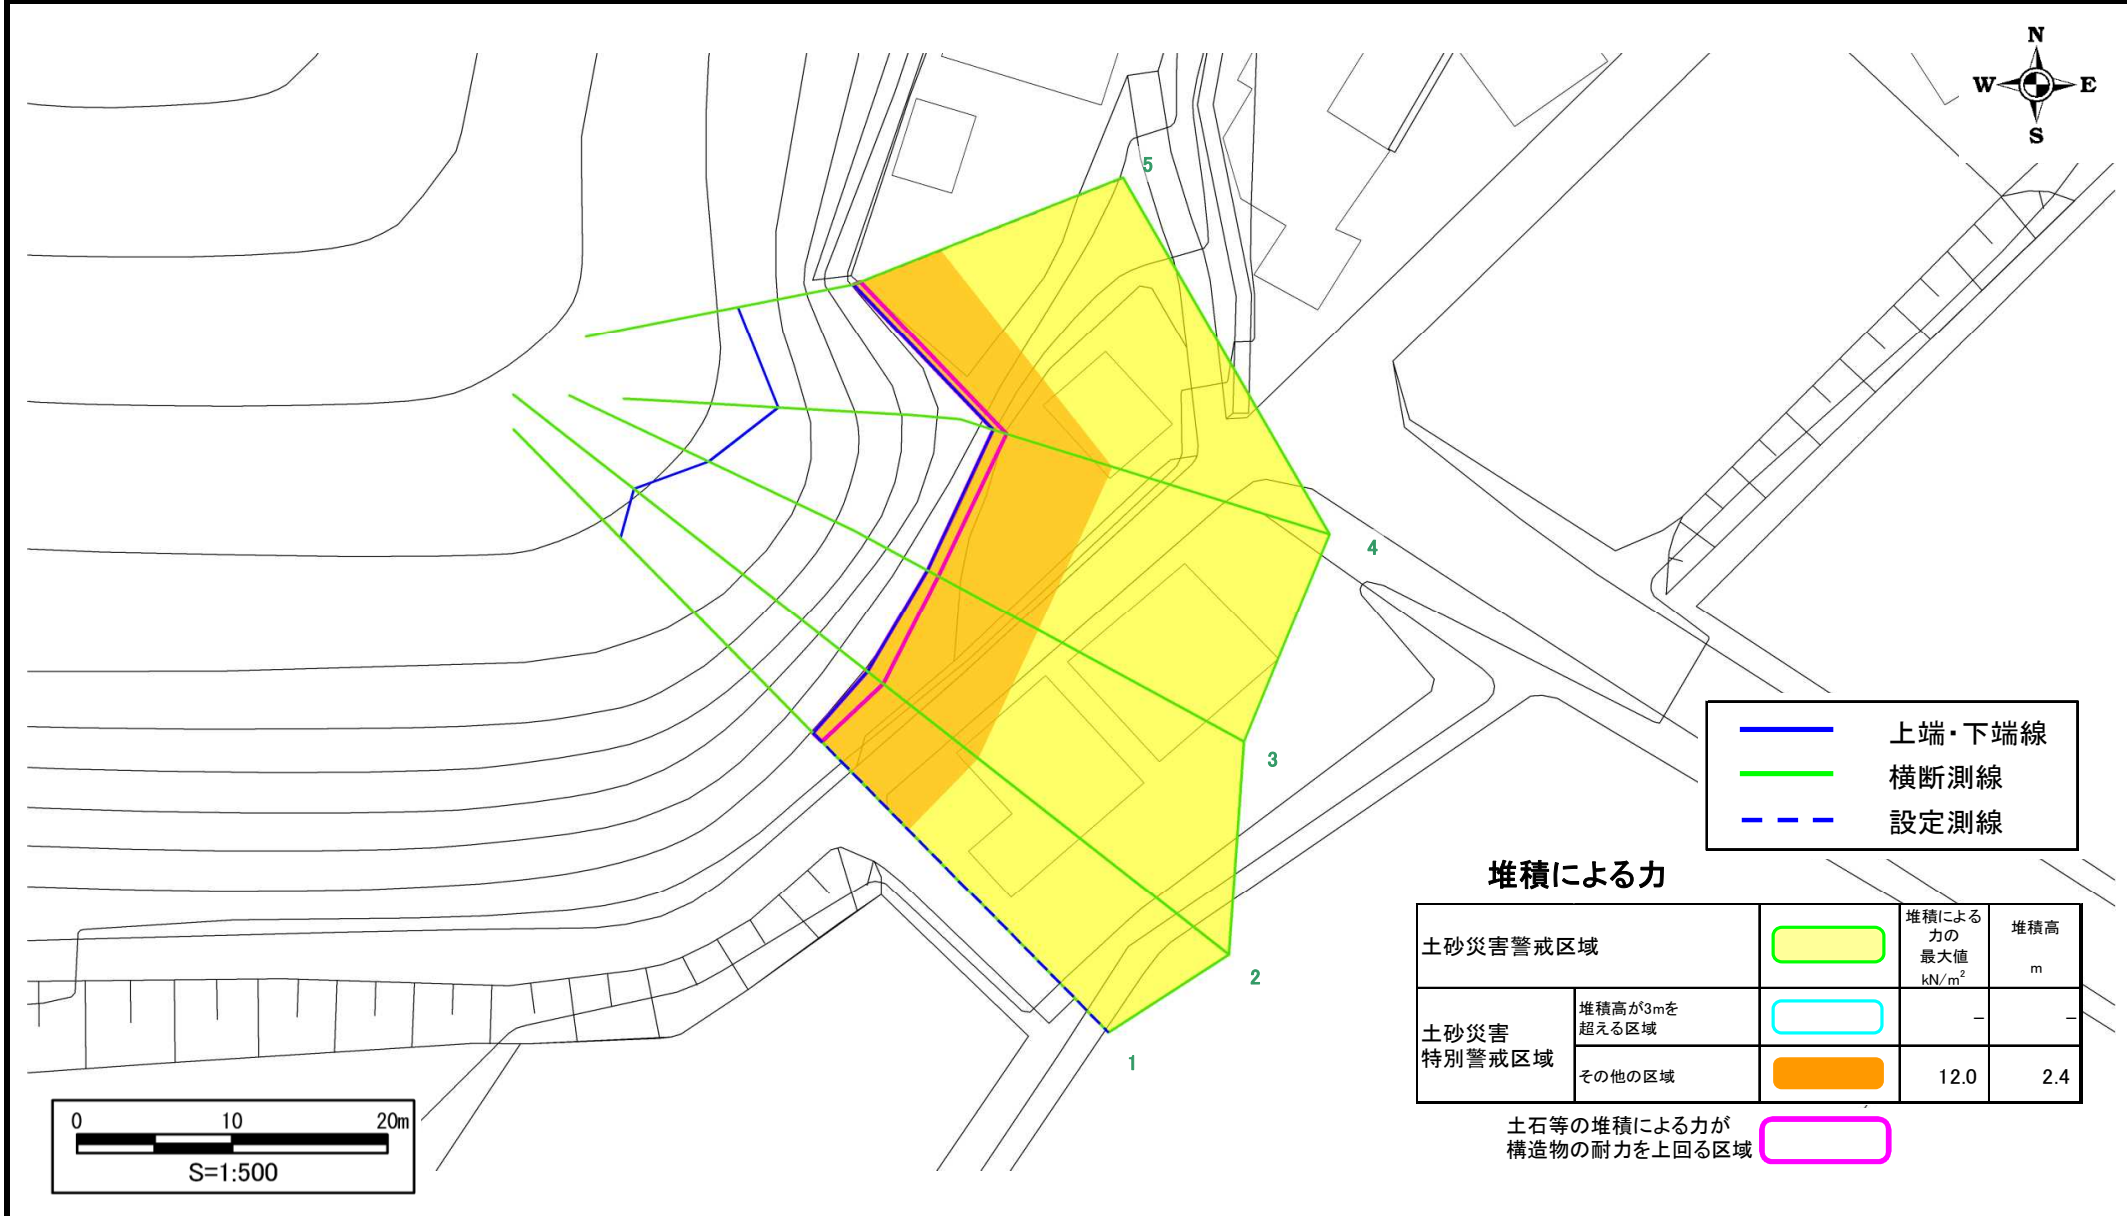 N
W E
S
5
4
3
2
1
上端・下端線
横断測線
設定測線
堆積による力
土砂災害警戒区域
堆積による
力の
最大値
kN/m²
堆積高
m
土砂災害
特別警戒区域
堆積高が3mを
超える区域
－ －
その他の区域
12.0 2.4
土石等の堆積による力が
構造物の耐力を上回る区域
0 10 20m
S=1:500